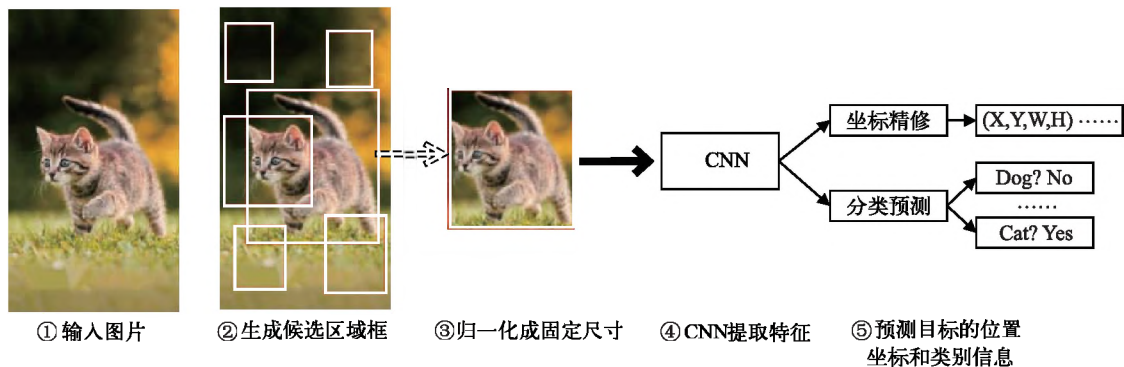 坐标精修
(X,Y,W,H) ······
CNN
Dog? No
分类预测
······
Cat? Yes
①输入图片
②生成候选区域框
③归一化成固定尺寸
④CNN提取特征
⑤预测目标的位置
坐标和类别信息